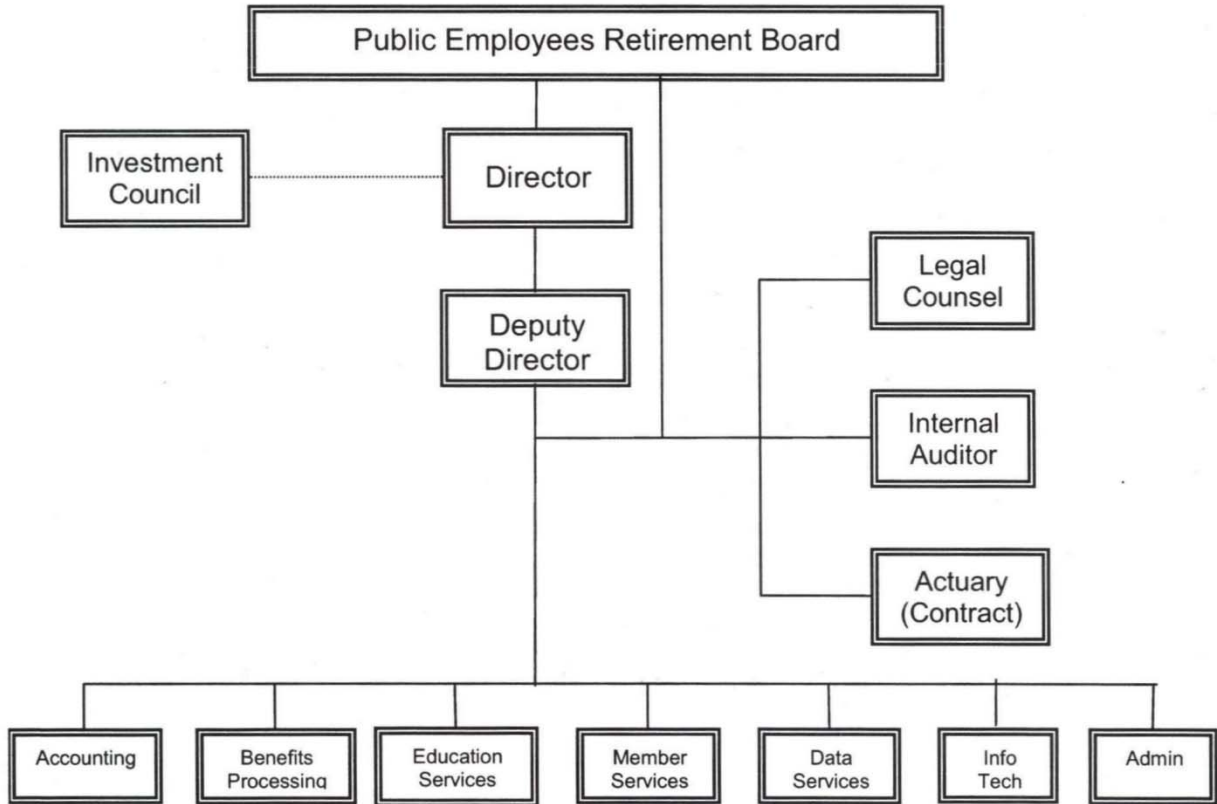 Public Employees Retirement Board
Investment
Council
Director
Legal
Counsel
Deputy
Director
Internal
Auditor
Actuary
(Contract)
Accounting
Benefits
Processing
Education
Services
Member
Services
Data
Services
Info
Tech
Admin